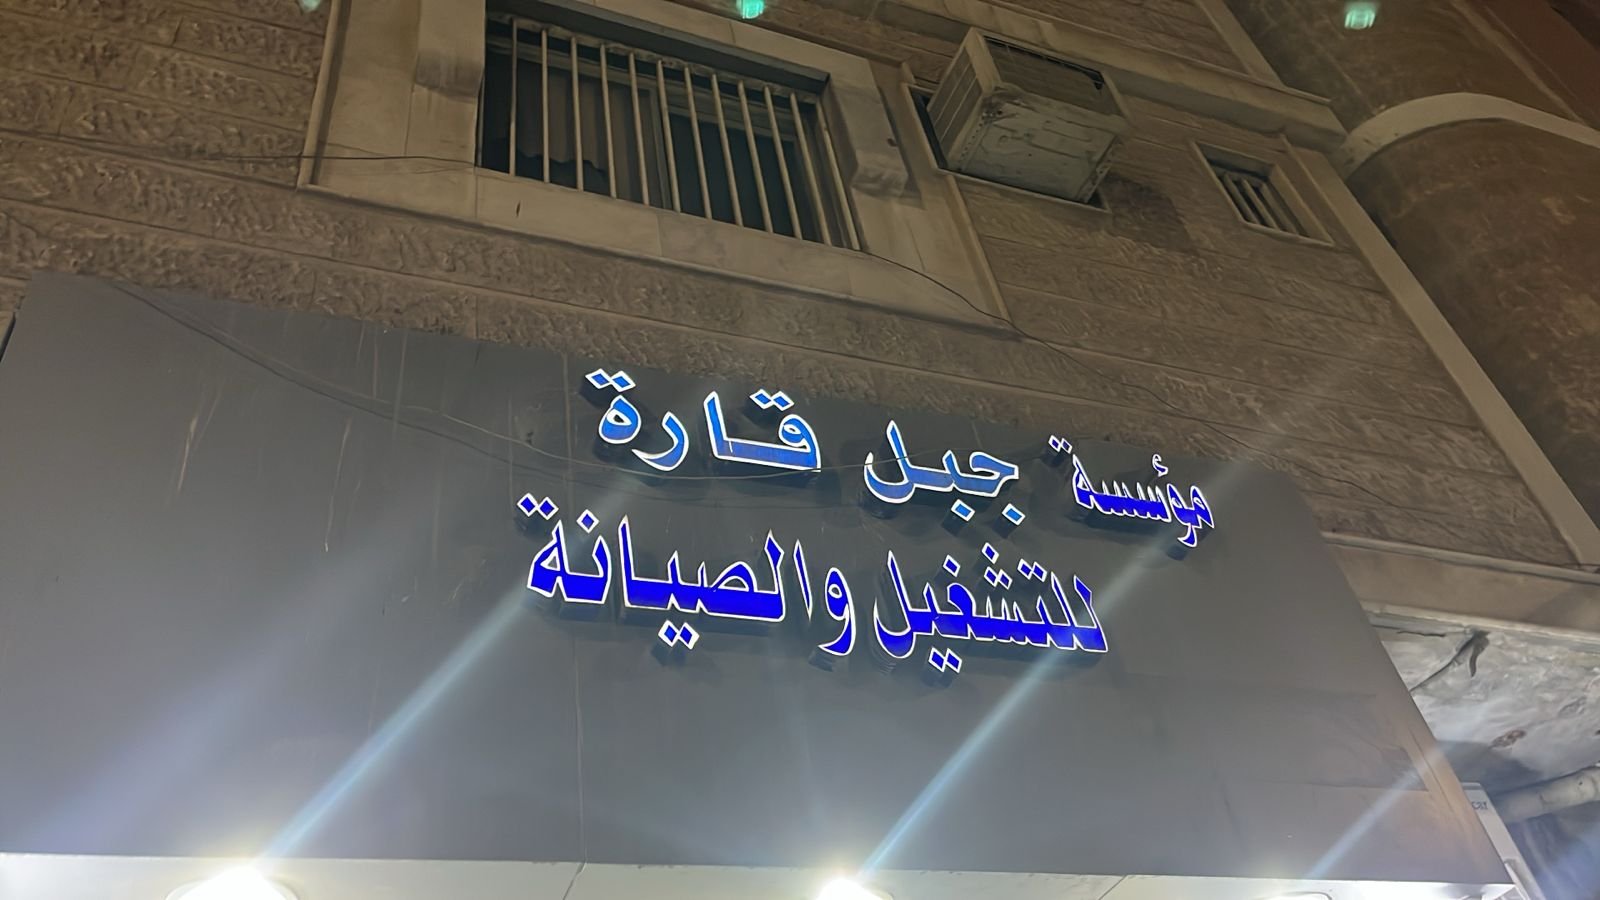 مؤسسة جبل قارة
للتشغيل والصيانة